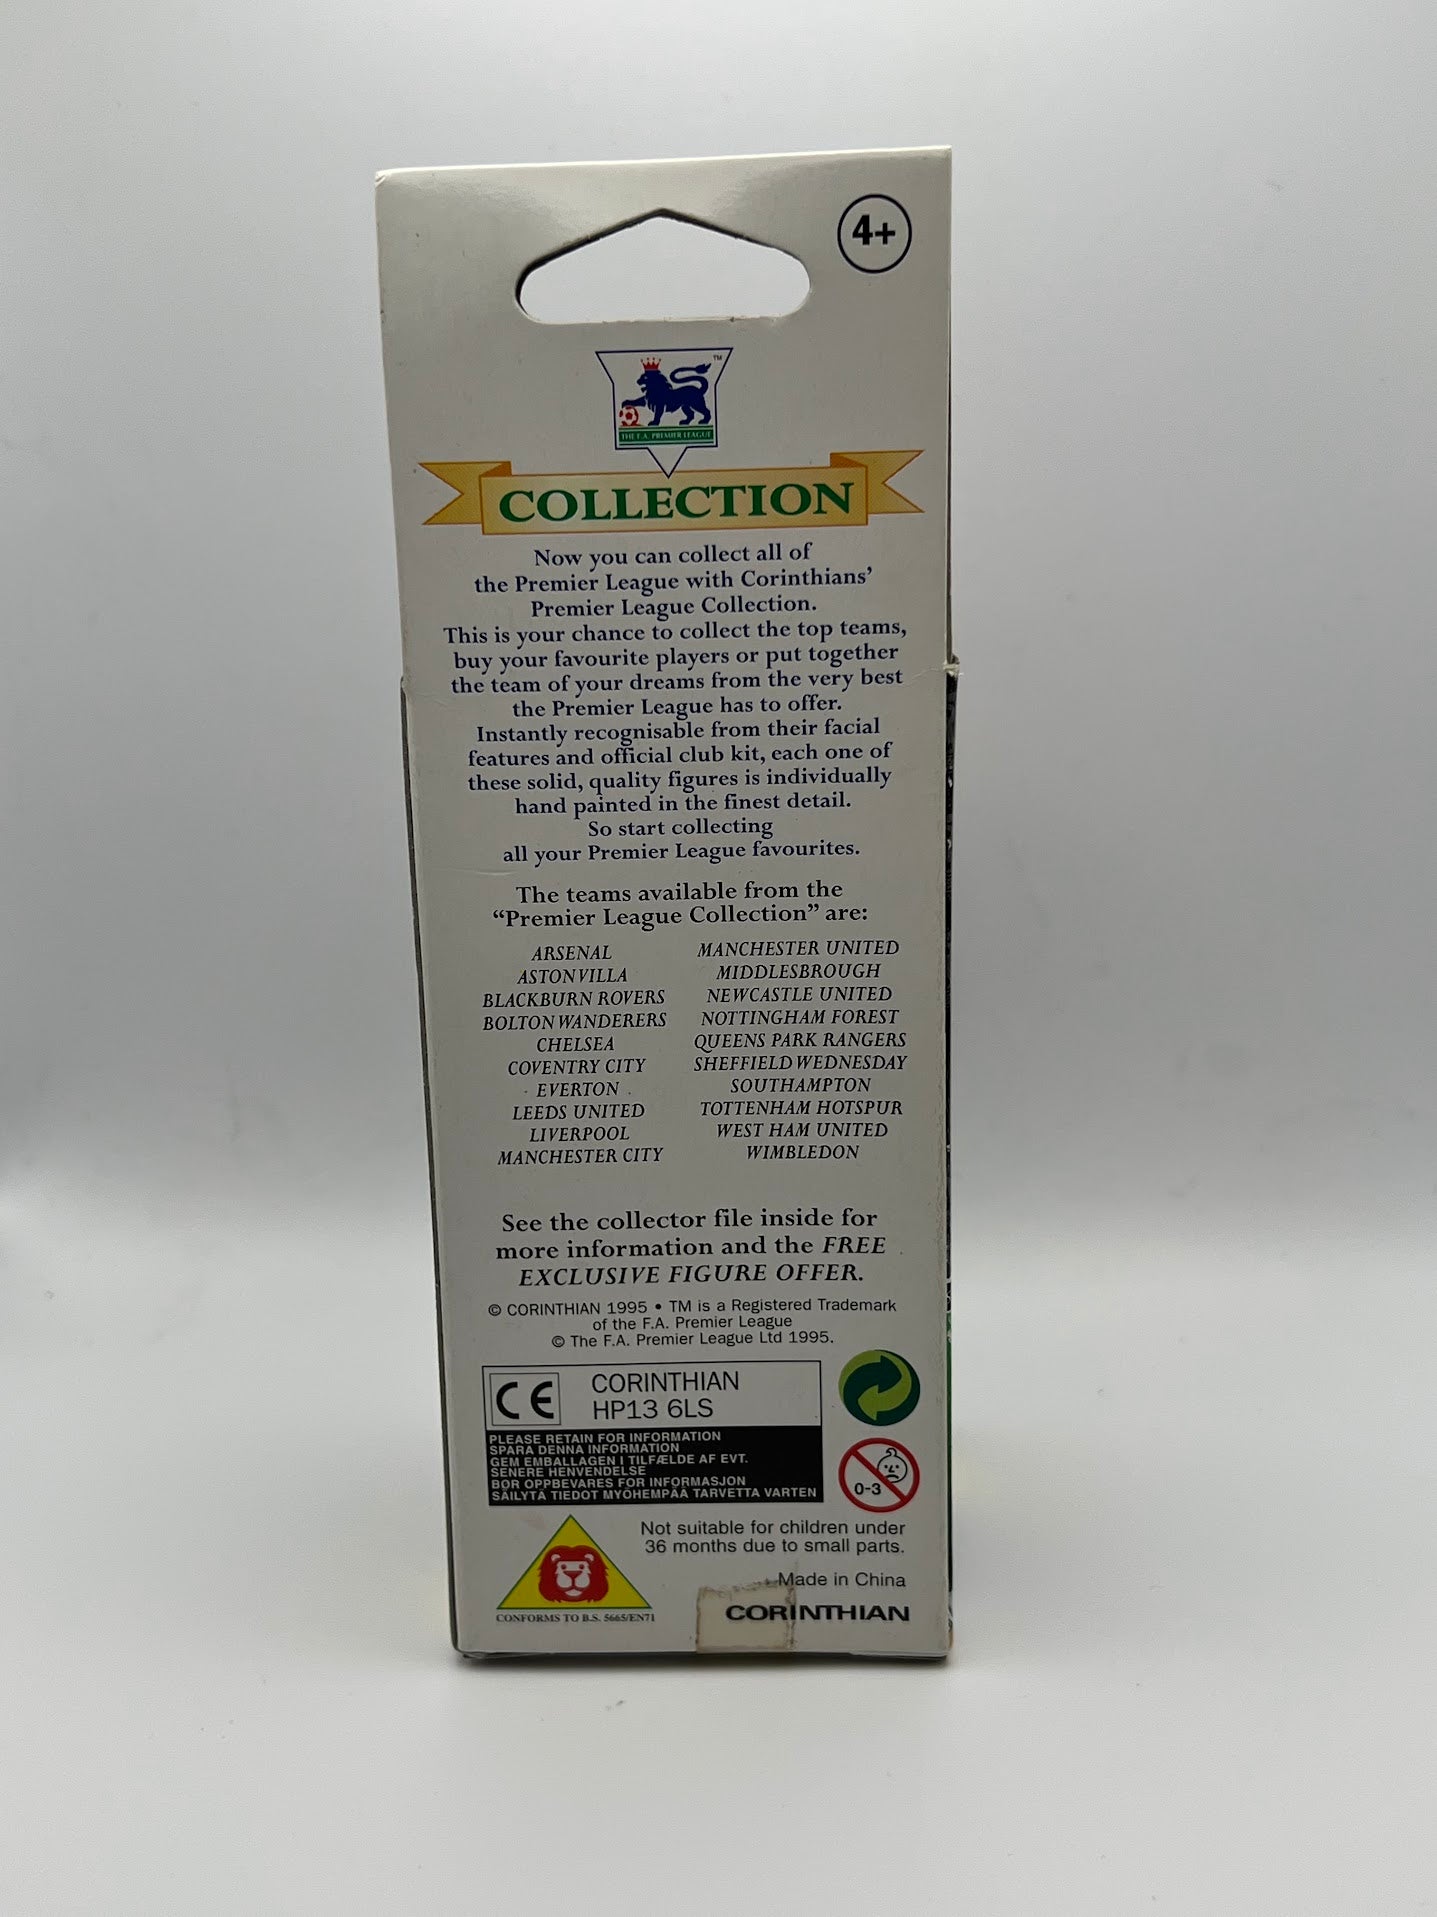 4+
TM
THE F.A. PREMIER LEAGUE
COLLECTION
Now you can collect all of
the Premier League with Corinthians’
Premier League Collection.
This is your chance to collect the top teams,
buy your favourite players or put together
the team of your dreams from the very best
the Premier League has to offer.
Instantly recognisable from their facial
features and official club kit, each one of
these solid, quality figures is individually
hand painted in the finest detail.
So start collecting
all your Premier League favourites.
The teams available from the
“Premier League Collection” are:
ARSENAL
ASTON VILLA
BLACKBURN ROVERS
BOLTON WANDERERS
CHELSEA
COVENTRY CITY
EVERTON
LEEDS UNITED
LIVERPOOL
MANCHESTER CITY
MANCHESTER UNITED
MIDDLESBROUGH
NEWCASTLE UNITED
NOTTINGHAM FOREST
QUEENS PARK RANGERS
SHEFFIELD WEDNESDAY
SOUTHAMPTON
TOTTENHAM HOTSPUR
WEST HAM UNITED
WIMBLEDON
See the collector file inside for
more information and the FREE
EXCLUSIVE FIGURE OFFER.
© CORINTHIAN 1995 • TM is a Registered Trademark
of the F.A. Premier League
© The F.A. Premier League Ltd 1995.
CE
CORINTHIAN
HP13 6LS
PLEASE RETAIN FOR INFORMATION
SPARA DENNA INFORMATION
GEM EMBALLAGEN I TILFÆLDE AF EVT.
SENERE HENVENDELSE
BØR OPPBEVARES FOR INFORMASJON
SÄILYTÄ TIEDOT MYÖHEMPÄÄ TARVETTA VARTEN
0-3
CONFORMS TO B.S. 5665/EN71
Not suitable for children under
36 months due to small parts.
Made in China
CORINTHIAN